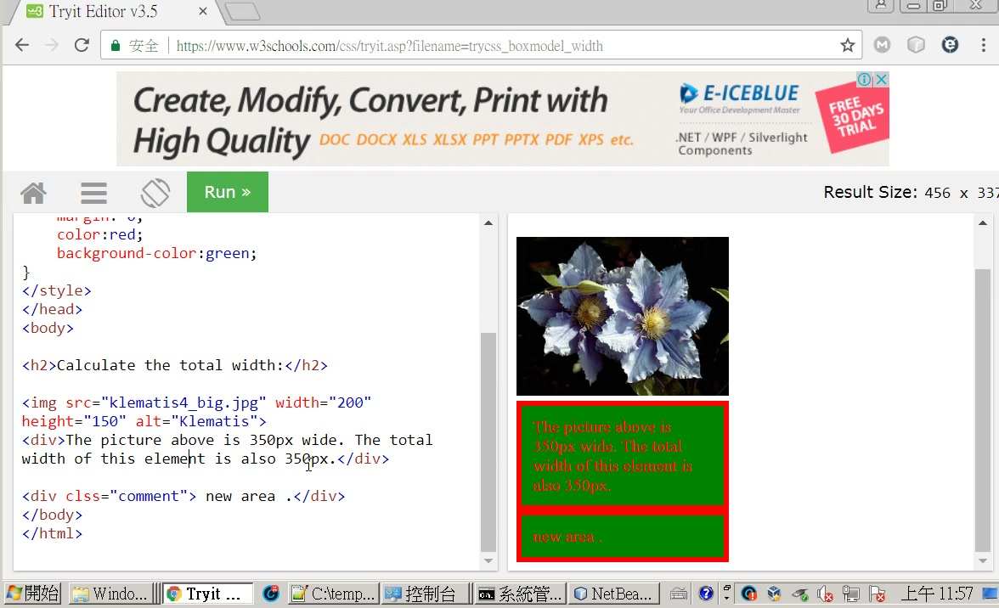 Tryit Editor v3.5
安全 https://www.w3schools.com/css/tryit.asp?filename=trycss_boxmodel_width
Create, Modify, Convert, Print with
High Quality DOC DOCX XLS XLSX PPT PPTX PDF XPS etc.
E-ICEBLUE
Your Office Development Master
.NET / WPF / Silverlight
Components
FREE
30 DAYS
TRIAL
Run »
Result Size: 456 x 337
margin: 0;
color:red;
background-color:green;
}
</style>
</head>
<body>
<h2>Calculate the total width:</h2>
<img src="klematis4_big.jpg" width="200"
height="150" alt="Klematis">
<div>The picture above is 350px wide. The total
width of this element is also 350px.</div>
<div clss="comment"> new area .</div>
</body>
</html>
The picture above is
350px wide. The total
width of this element is
also 350px.
new area .
開始 Windo... Tryit ... C:\temp... 控制台 系統管... NetBea... 上午 11:57